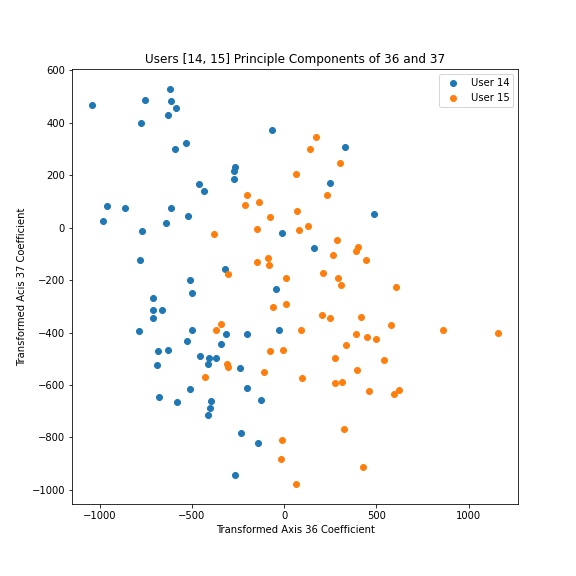 Users [14, 15] Principle Components of 36 and 37
User 14
User 15
600
400
200
0
−200
−400
−600
−800
−1000
Transformed Acis 37 Coefficient
−1000 −500 0 500 1000
Transformed Axis 36 Coefficient